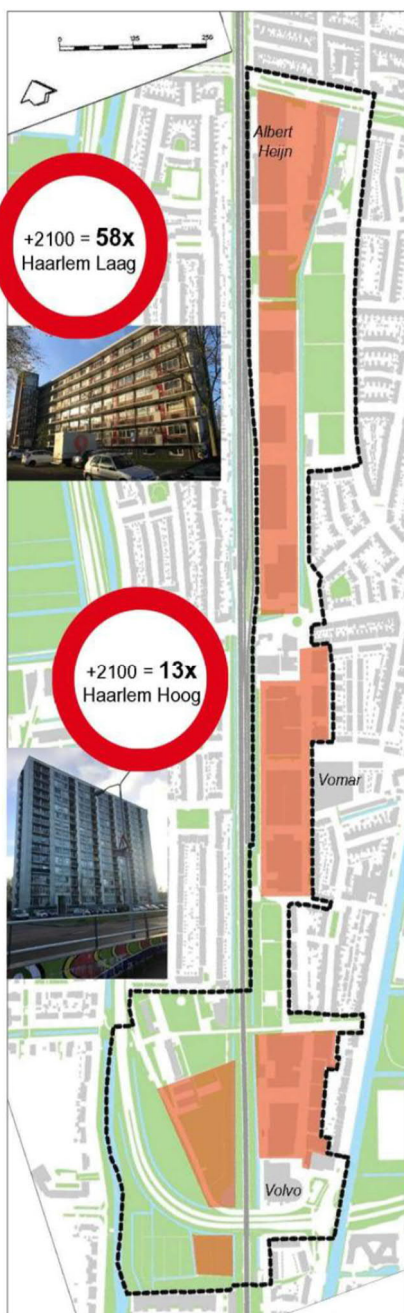 0
125
250
Albert
Heijn
+2100 = 58x
Haarlem Laag
+2100 = 13x
Haarlem Hoog
Vomar
Volvo